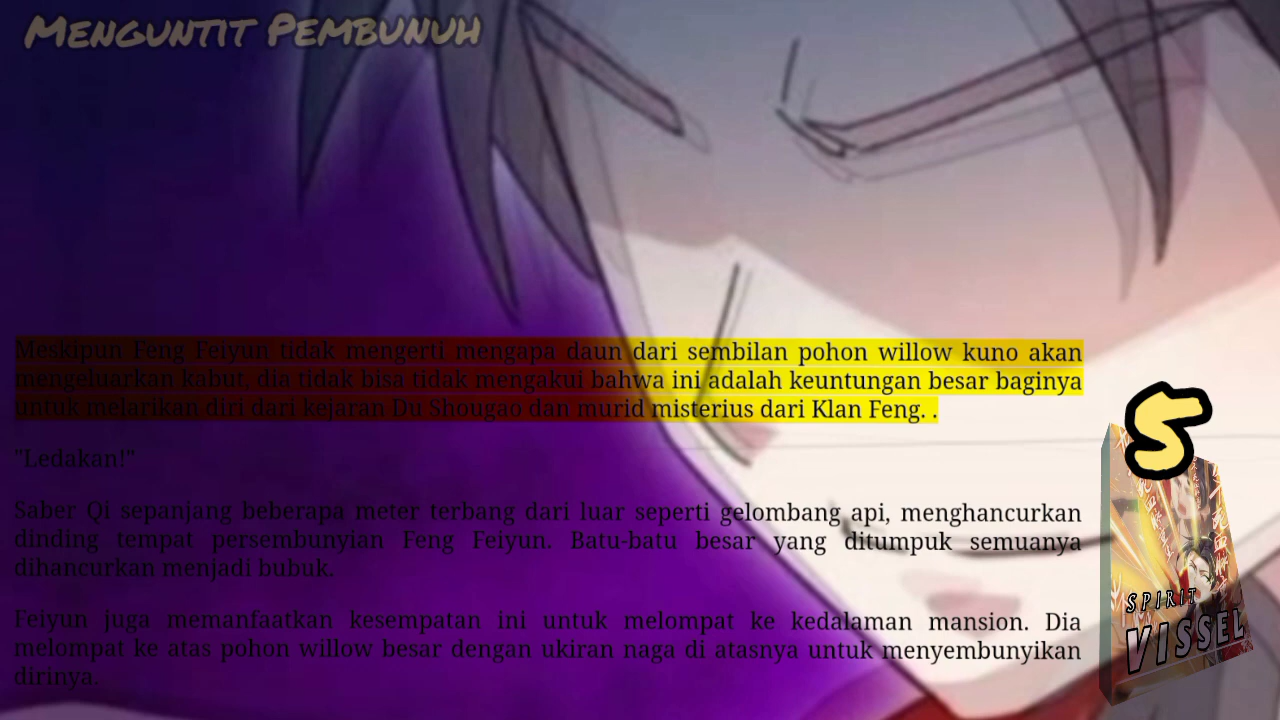 Menguntit Pembunuh
Meskipun Feng Feiyun tidak mengerti mengapa daun dari sembilan pohon willow kuno akan
mengeluarkan kabut, dia tidak bisa tidak mengakui bahwa ini adalah keuntungan besar baginya
untuk melarikan diri dari kejaran Du Shougao dan murid misterius dari Klan Feng. .
"Ledakan!"
Saber Qi sepanjang beberapa meter terbang dari luar seperti gelombang api, menghancurkan
dinding tempat persembunyian Feng Feiyun. Batu-batu besar yang ditumpuk semuanya
dihancurkan menjadi bubuk.
Feiyun juga memanfaatkan kesempatan ini untuk melompat ke kedalaman mansion. Dia
melompat ke atas pohon willow besar dengan ukiran naga di atasnya untuk menyembunyikan
dirinya.
S
SPIRIT
VISSEL